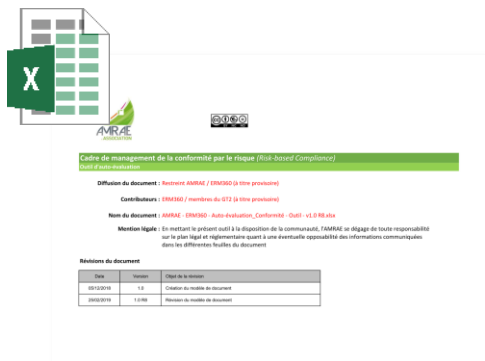 X
AMRAE
ASSOCIATION
Cadre de management de la conformité par le risque (Risk-based Compliance)
Outil d'auto-évaluation
Diffusion du document : Restreint AMRAE / ERM360 (à titre provisoire)
Contributeurs : ERM360 / membres du GT2 (à titre provisoire)
Nom du document : AMRAE - ERM360 - Auto-évaluation_Conformité - Outil - v1.0 R8.xlsx
Mention légale : En mettant le présent outil à la disposition de la communauté, l'AMRAE se dégage de toute responsabilité
sur le plan légal et réglementaire quant à une éventuelle opposabilité des informations communiquées
dans les différentes feuilles du document
Révisions du document
Date Version Objet de la révision
05/12/2018 1.0 Création du modèle de document
20/02/2019 1.0 R8 Révision du modèle de document